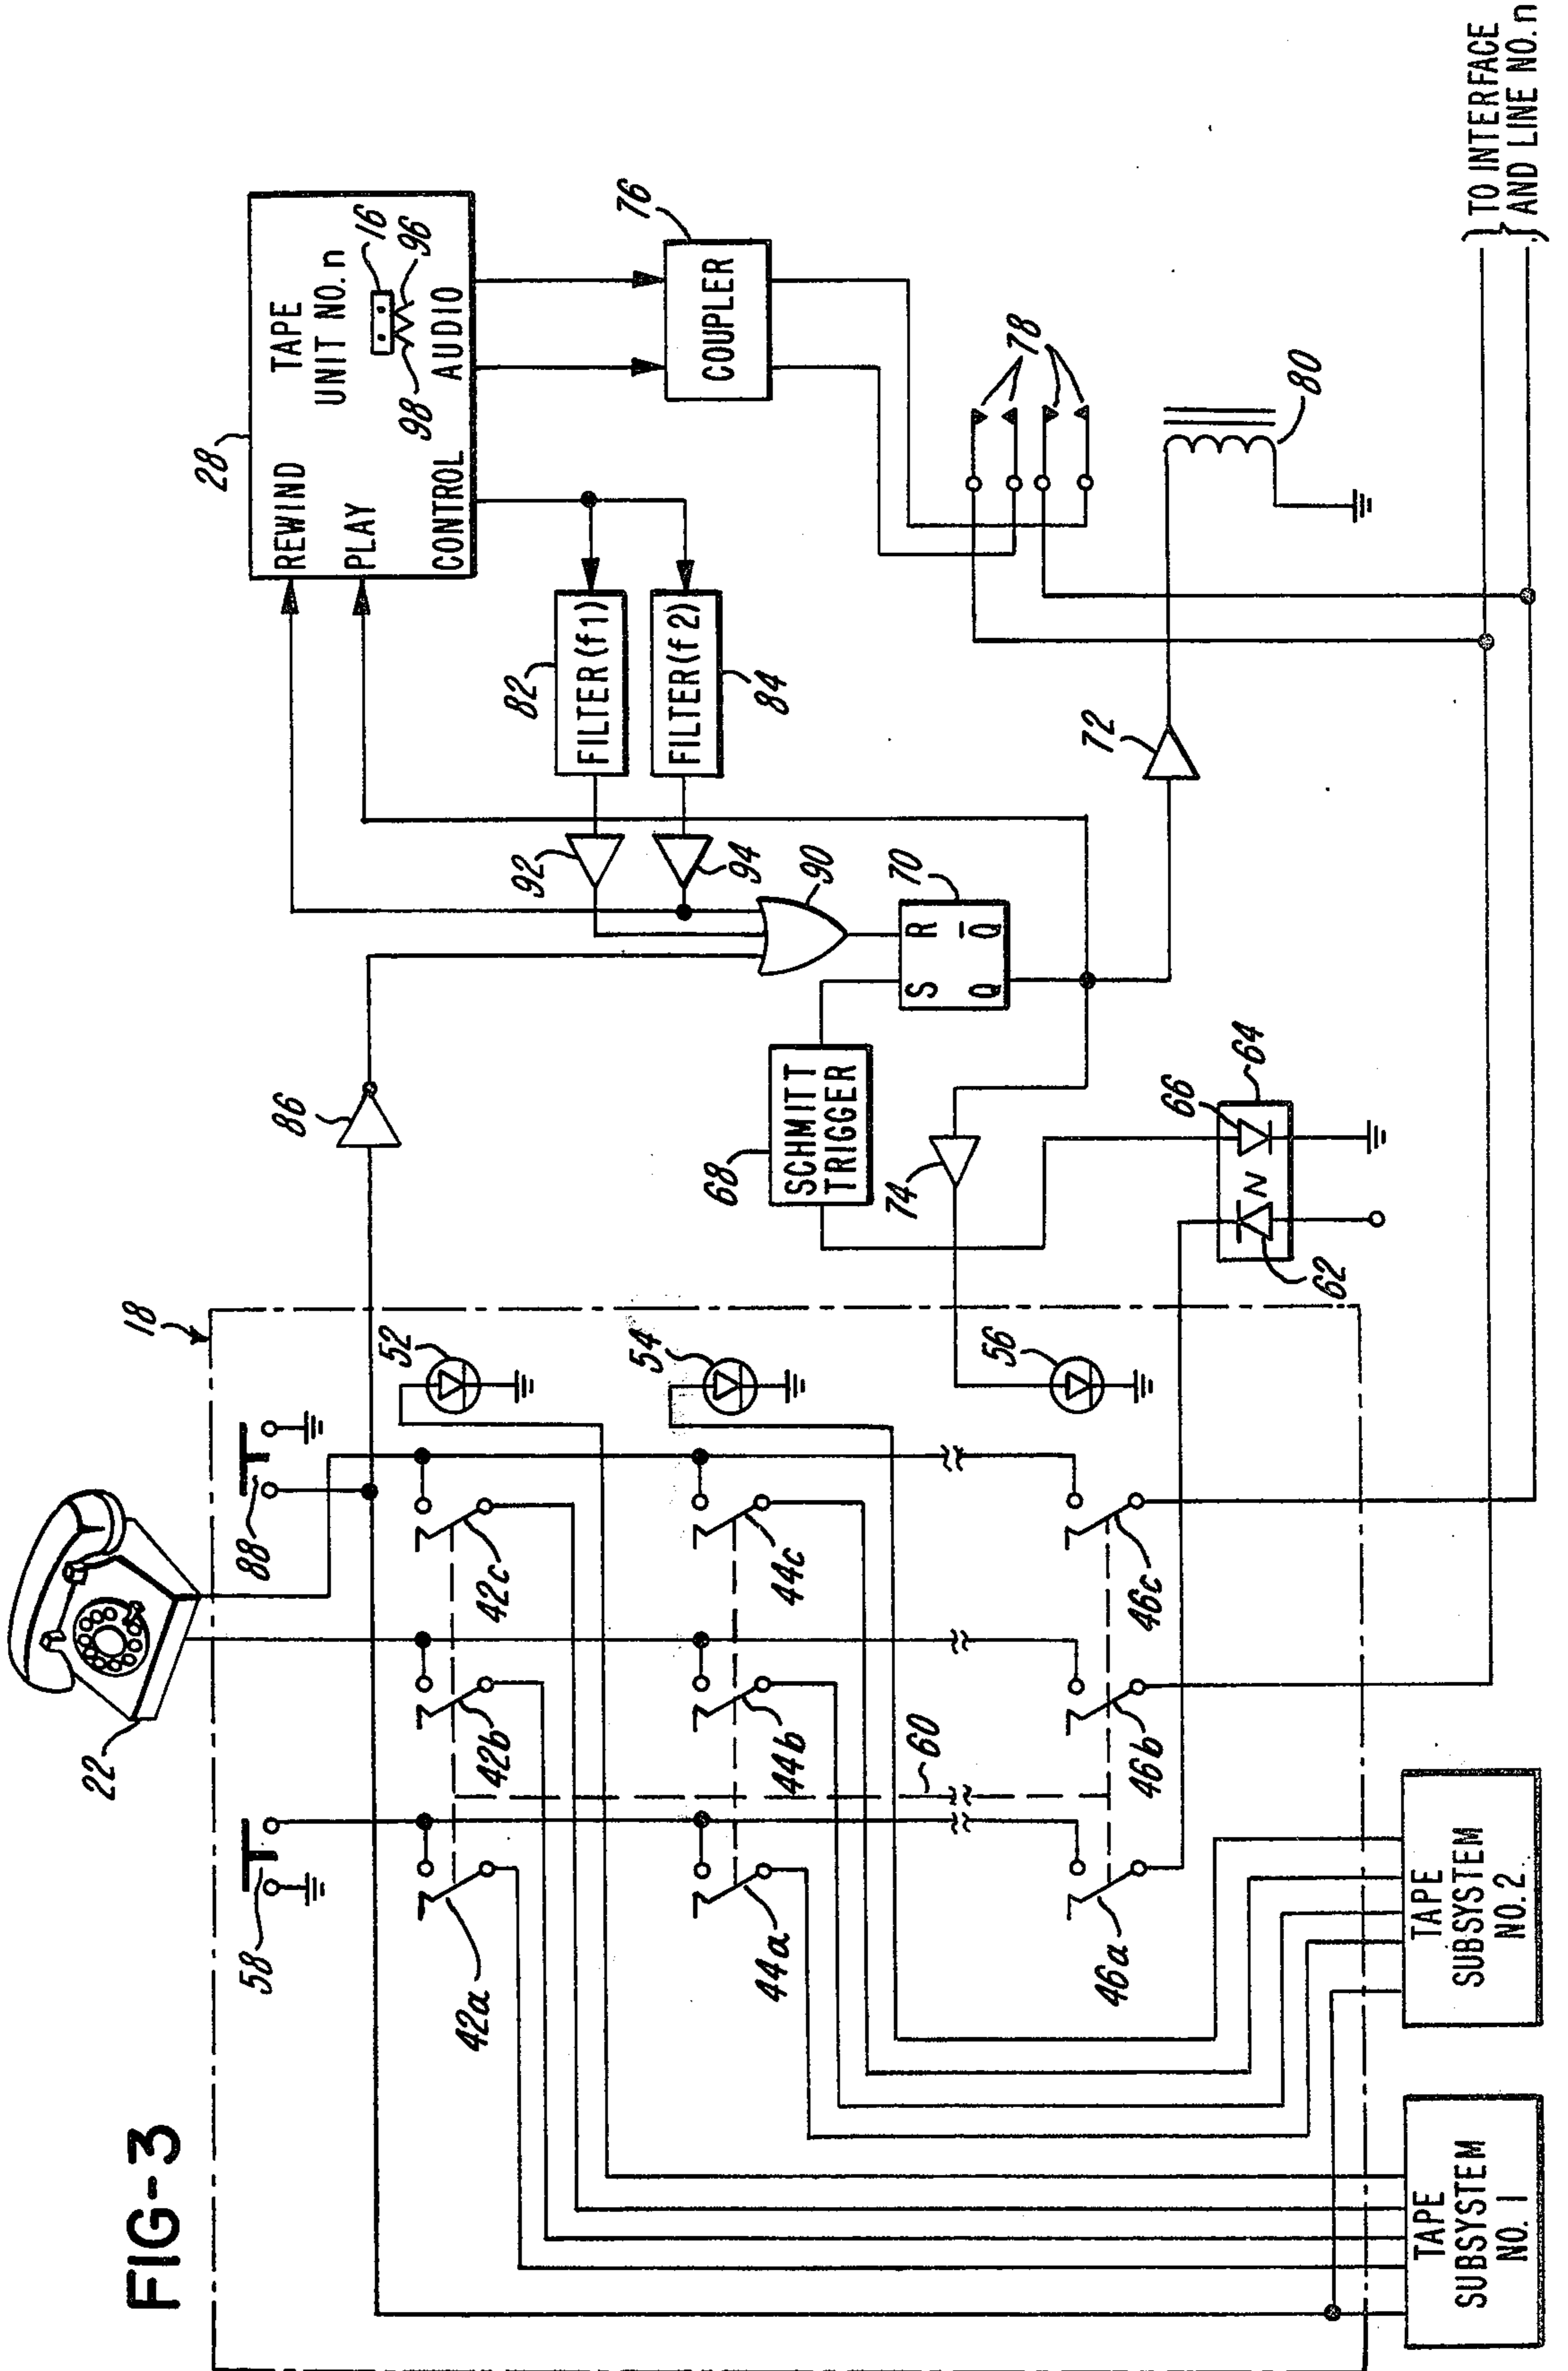 FIG-3
22
18
58
88
42a
42b
42c
52
44a
44b
44c
54
60
46a
46b
46c
56
TAPE
SUBSYSTEM
NO. 1
TAPE
SUBSYSTEM
NO. 2
86
28
REWIND
PLAY
CONTROL
TAPE
UNIT NO. n
16
96
98
AUDIO
82
FILTER(f1)
FILTER(f2)
84
92
94
90
76
COUPLER
78
68
SCHMITT
TRIGGER
70
S R
Q Q̅
74
72
80
62
N
66
64
TO INTERFACE
AND LINE NO. n